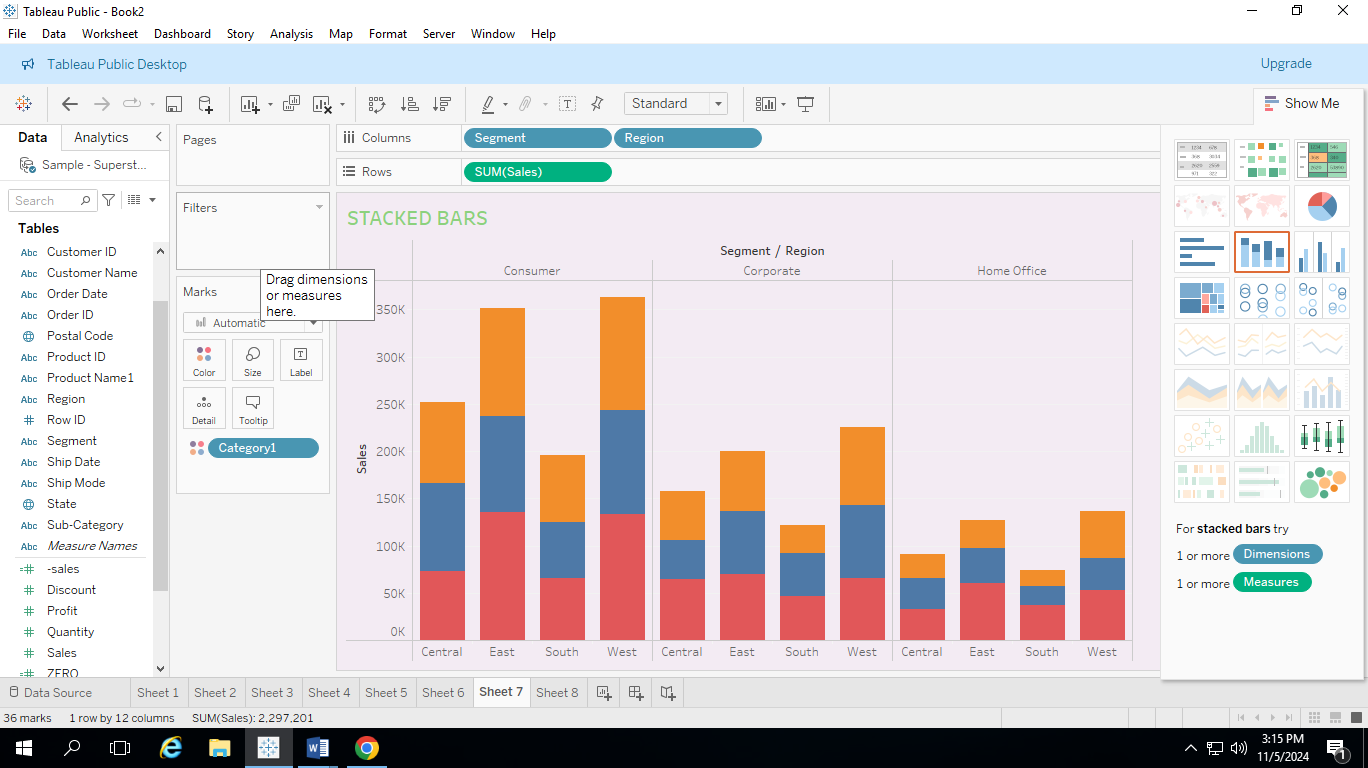 Tableau Public - Book2
File Data Worksheet Dashboard Story Analysis Map Format Server Window Help
Tableau Public Desktop
Upgrade
Standard
Show Me
Data Analytics
Sample - Superst...
Search
Tables
Abc Customer ID
Abc Customer Name
Abc Order Date
Abc Order ID
Postal Code
Abc Product ID
Abc Product Name1
Abc Region
# Row ID
Abc Segment
Abc Ship Date
Abc Ship Mode
State
Abc Sub-Category
Abc Measure Names
=# -sales
# Discount
# Profit
# Quantity
# Sales
# ZERO
Pages
Filters
Drag dimensions
or measures
here.
Marks
Automatic
Color Size Label
Detail Tooltip
Category1
Columns Segment Region
Rows SUM(Sales)
STACKED BARS
Segment / Region
Consumer Corporate Home Office
Sales
350K
300K
250K
200K
150K
100K
50K
0K
Central East South West Central East South West Central East South West
For stacked bars try
1 or more Dimensions
1 or more Measures
Data Source Sheet 1 Sheet 2 Sheet 3 Sheet 4 Sheet 5 Sheet 6 Sheet 7 Sheet 8
36 marks 1 row by 12 columns SUM(Sales): 2,297,201
3:15 PM
11/5/2024
1